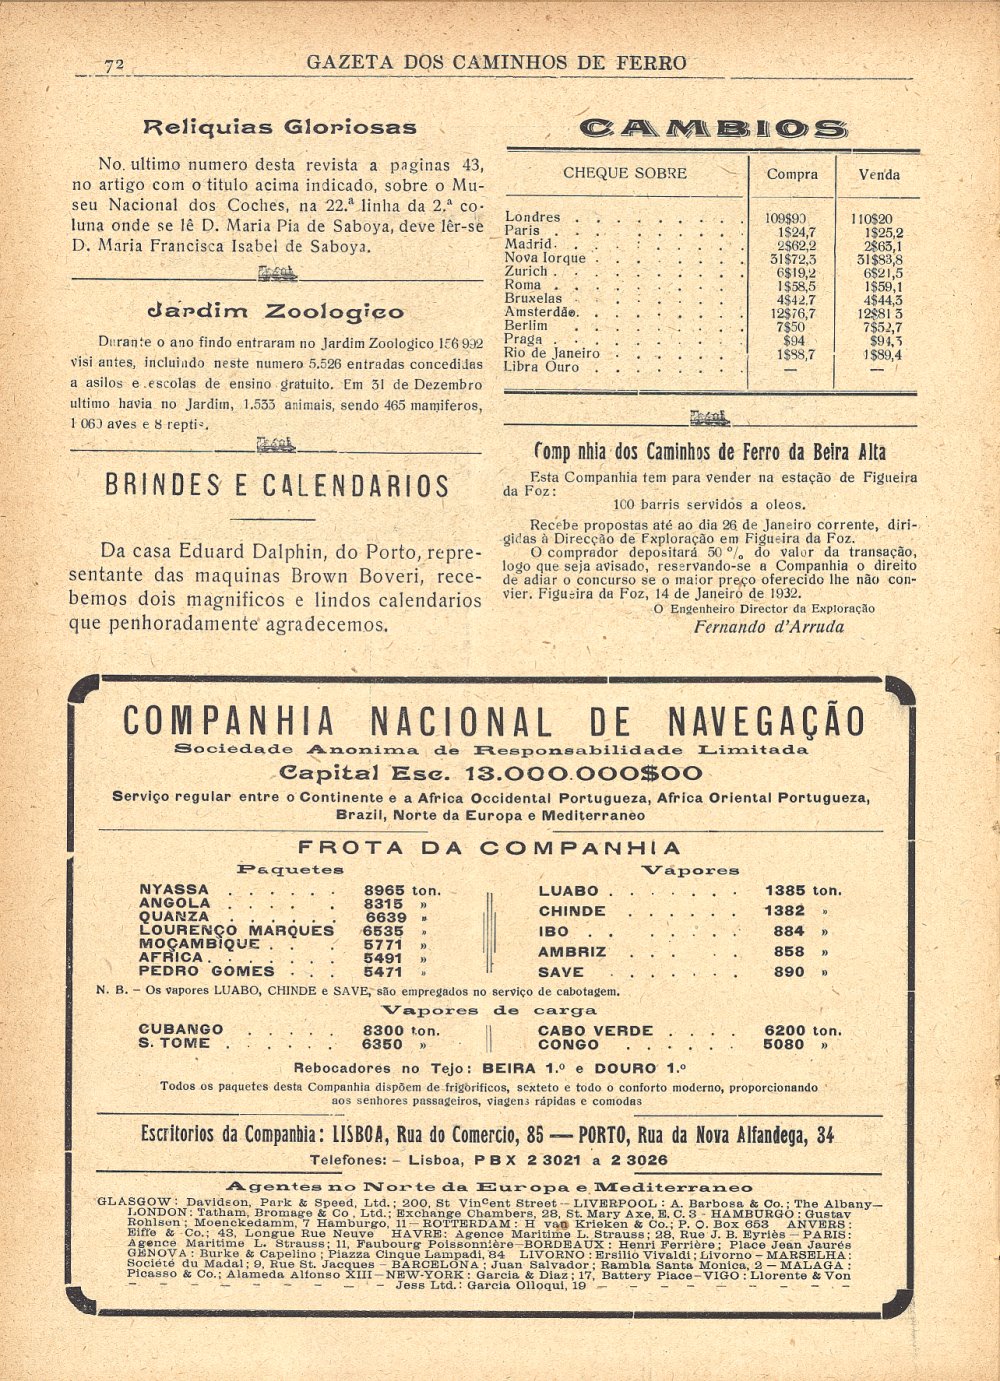 72
GAZETA DOS CAMINHOS DE FERRO
Reliquias Gloriosas
No. ultimo numero desta revista a paginas 43,
no artigo com o titulo acima indicado, sobre o Mu-
seu Nacional dos Coches, na 22.ª linha da 2.ª co-
luna onde se lê D. Maria Pia de Saboya, deve lêr-se
D. Maria Francisca Isabel de Saboya.
Jardim Zoologico
Durante o ano findo entraram no Jardim Zoologico 156 992
visi antes, incluindo neste numero 5.526 entradas concedidas
a asilos e escolas de ensino gratuito. Em 31 de Dezembro
ultimo havia no Jardim, 1.533 animais, sendo 465 mamiferos,
1 060 aves e 8 reptis.
BRINDES E CALENDARIOS
Da casa Eduard Dalphin, do Porto, repre-
sentante das maquinas Brown Boveri, rece-
bemos dois magnificos e lindos calendarios
que penhoradamente agradecemos.
CAMBIOS
CHEQUE SOBRE Compra Venda
Londres . . . . . . . . . 109$90 110$20
Paris . . . . . . . . . 1$24,7 1$25,2
Madrid . . . . . . . . . 2$62,2 2$63,1
Nova Iorque . . . . . . . 31$72,3 31$83,8
Zurich . . . . . . . . . 6$19,2 6$21,5
Roma . . . . . . . . . 1$58,5 1$59,1
Bruxelas . . . . . . . 4$42,7 4$44,3
Amsterdão . . . . . . . 12$76,7 12$81 3
Berlim . . . . . . . 7$50 7$52,7
Praga . . . . . . . . $94 $94,3
Rio de Janeiro . . . . . . 1$88,7 1$89,4
Libra Ouro . . . . . . . — —
Comp nhia dos Caminhos de Ferro da Beira Alta
Esta Companhia tem para vender na estação de Figueira
da Foz:
100 barris servidos a oleos.
Recebe propostas até ao dia 26 de Janeiro corrente, diri-
gidas à Direcção de Exploração em Figueira da Foz.
O comprador depositará 50 % do valor da transação,
logo que seja avisado, reservando-se a Companhia o direito
de adiar o concurso se o maior preço oferecido lhe não con-
vier. Figueira da Foz, 14 de Janeiro de 1932.
O Engenheiro Director da Exploração
Fernando d'Arruda
COMPANHIA NACIONAL DE NAVEGAÇÃO
Sociedade Anonima de Responsabilidade Limitada
Capital Esc. 13.000.000$00
Serviço regular entre o Continente e a Africa Occidental Portugueza, Africa Oriental Portugueza,
Brazil, Norte da Europa e Mediterraneo
FROTA DA COMPANHIA
Paquetes
NYASSA . . . . . . 8965 ton.
ANGOLA . . . . . . 8315 »
QUANZA . . . . . . 6639 »
LOURENÇO MARQUES 6535 »
MOÇAMBIQUE . . . . 5771 »
AFRICA . . . . . . 5491 »
PEDRO GOMES . . . 5471 »
Vapores
LUABO . . . . . . . 1385 ton.
CHINDE . . . . . . 1382 »
IBO . . . . . . . 884 »
AMBRIZ . . . . . . 858 »
SAVE . . . . . . . 890 »
N. B. – Os vapores LUABO, CHINDE e SAVE, são empregados no serviço de cabotagem.
Vapores de carga
CUBANGO . . . . . 8300 ton.
S. TOME . . . . . . 6350 »
CABO VERDE . . . . 6200 ton.
CONGO . . . . . . 5080 »
Rebocadores no Tejo: BEIRA 1.º e DOURO 1.º
Todos os paquetes desta Companhia dispõem de frigorificos, sexteto e todo o conforto moderno, proporcionando
aos senhores passageiros, viagens rápidas e comodas
Escritorios da Companhia: LISBOA, Rua do Comercio, 85 — PORTO, Rua da Nova Alfandega, 34
Telefones: – Lisboa, PBX 2 3021 a 2 3026
Agentes no Norte da Europa e Mediterraneo
GLASGOW: Davidson, Park & Speed, Ltd.; 200, St Vincent Street – LIVERPOOL: A. Barbosa & Co.; The Albany—
LONDON: Tatham, Bromage & Co, Ltd.; Exchange Chambers, 28, St. Mary Axe, E. C. 3 - HAMBURGO: Gustav
Rohlsen; Moenckedamm, 7 Hamburgo, 11 — ROTTERDAM: H van Krieken & Co.; P. O. Box 653 ANVERS:
Eiffe & Co.; 43, Longue Rue Neuve HAVRE: Agence Maritime L. Strauss; 28, Rue J. B. Eyriès — PARIS:
Agence Maritime L. Strauss; 11, Faubourg Poissonnière — BORDEAUX: Henri Ferrière; Place Jean Jaurés
GENOVA: Burke & Capelino; Piazza Cinque Lampadi, 84 LIVORNO: Ersilio Vivaldi; Livorno — MARSELHA:
Société du Madal; 9, Rue St. Jacques — BARCELONA; Juan Salvador; Rambla Santa Monica, 2 — MALAGA:
Picasso & Co.; Alameda Alfonso XIII — NEW-YORK: Garcia & Diaz; 17, Battery Place — VIGO: Llorente & Von
Jess Ltd.: Garcia Olloqui, 19